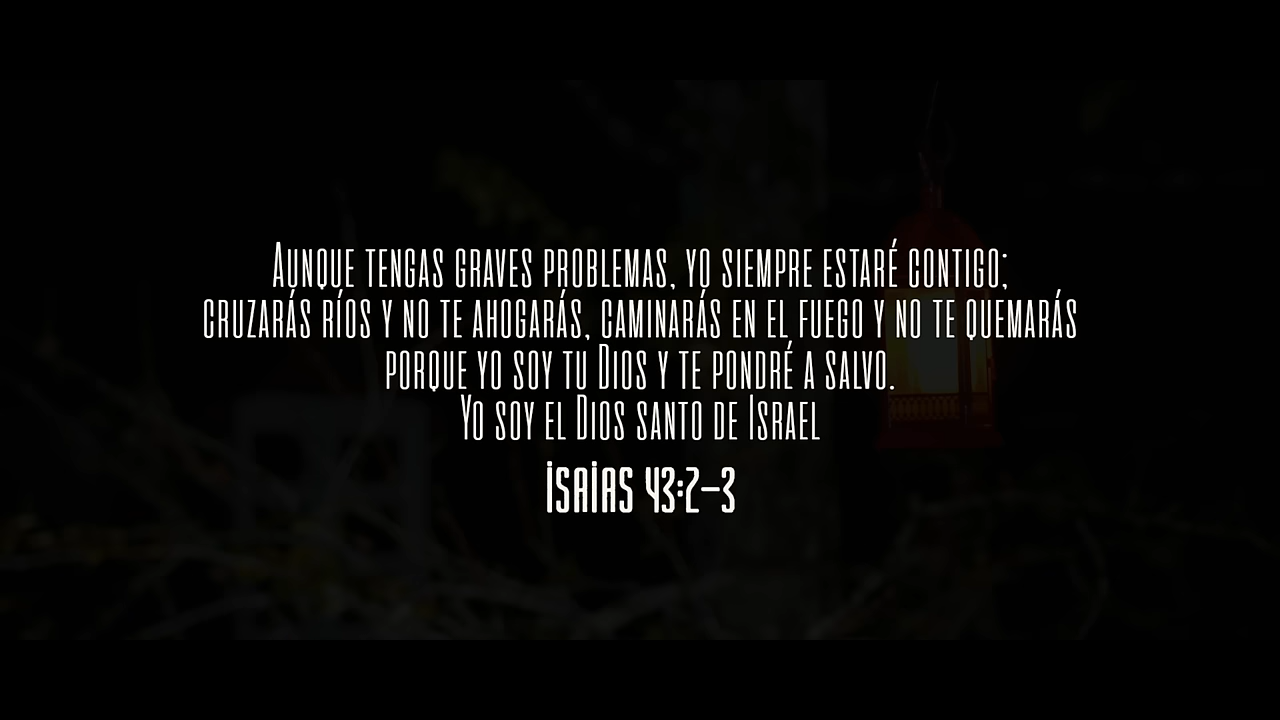 Aunque tengas graves problemas, yo siempre estaré contigo;
cruzarás ríos y no te ahogarás, caminarás en el fuego y no te quemarás
porque yo soy tu Dios y te pondré a salvo.
Yo soy el Dios santo de Israel
isaias 43:2-3